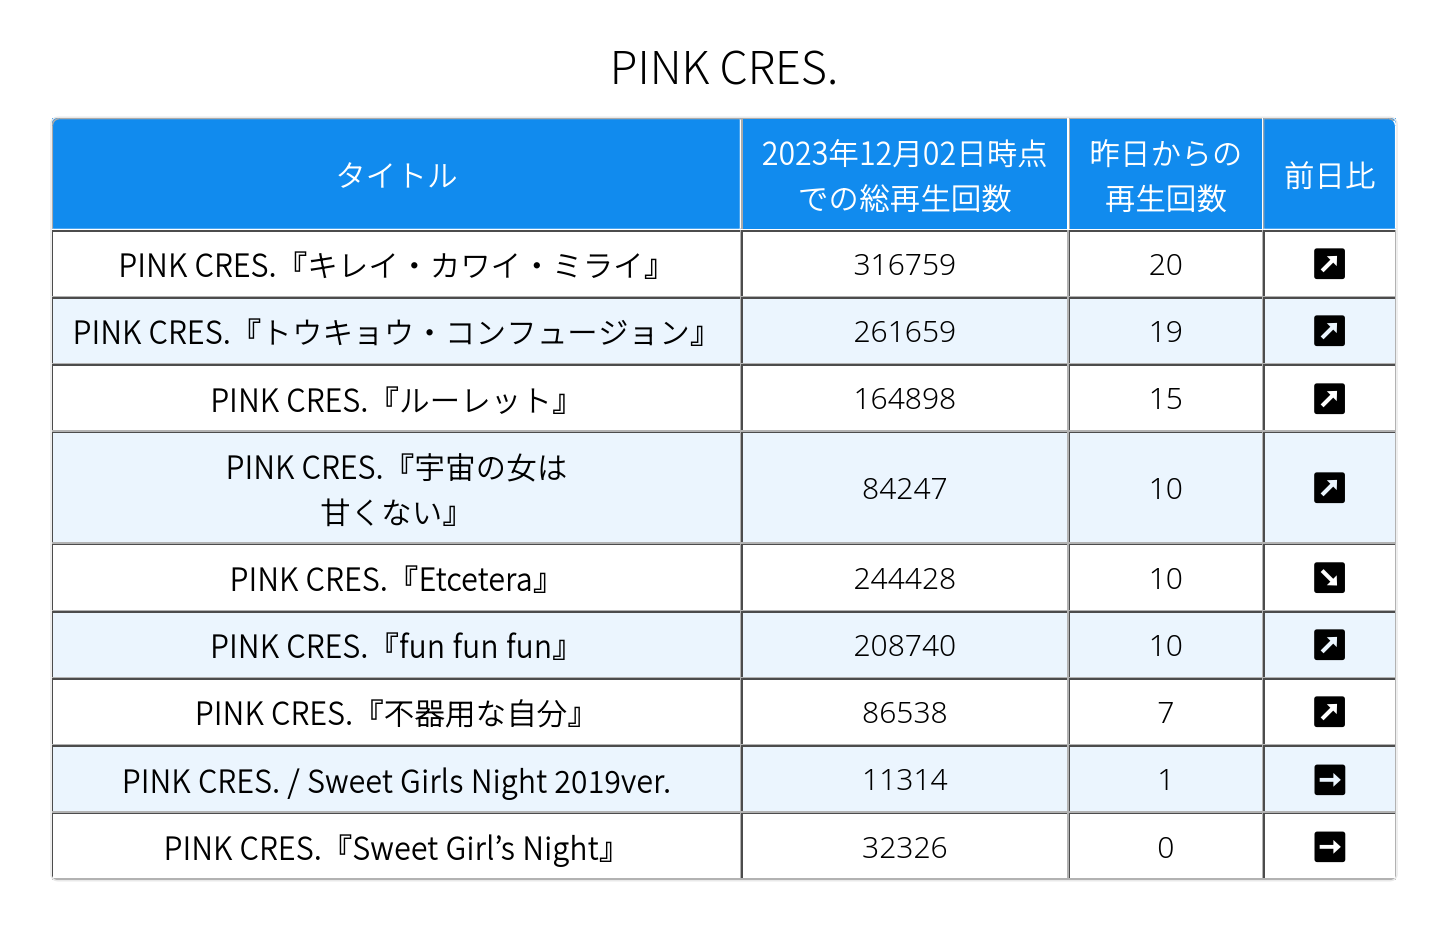 PINK CRES.
タイトル
2023年12月02日時点
での総再生回数
昨日からの
再生回数
前日比
PINK CRES.『キレイ・カワイ・ミライ』 316759 20 ↗
PINK CRES.『トウキョウ・コンフュージョン』 261659 19 ↗
PINK CRES.『ルーレット』 164898 15 ↗
PINK CRES.『宇宙の女は
甘くない』 84247 10 ↗
PINK CRES.『Etcetera』 244428 10 ↘
PINK CRES.『fun fun fun』 208740 10 ↗
PINK CRES.『不器用な自分』 86538 7 ↗
PINK CRES. / Sweet Girls Night 2019ver. 11314 1 →
PINK CRES.『Sweet Girl’s Night』 32326 0 →